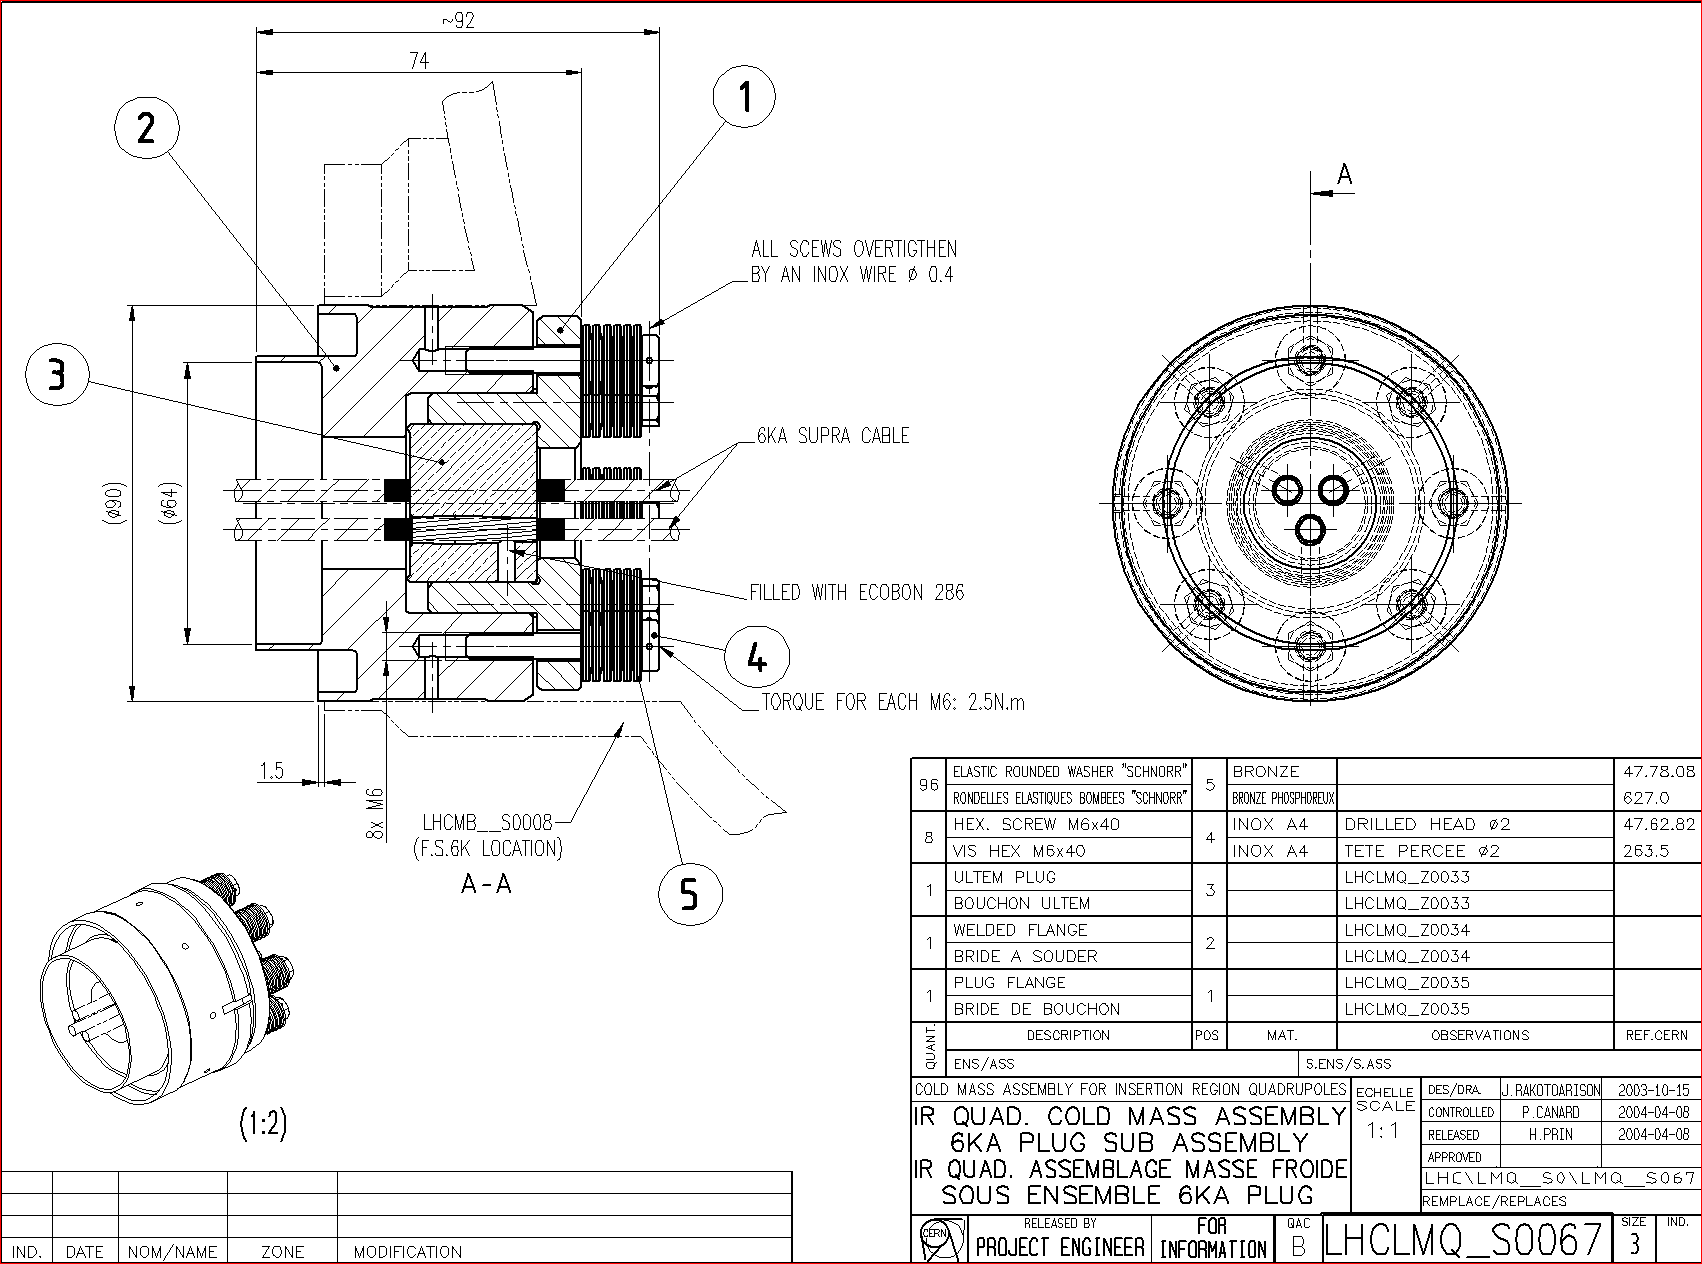 ~92
74
1
2
A
ALL SCEWS OVERTIGTHEN
BY AN INOX WIRE ø 0.4
3
6KA SUPRA CABLE
(ø90)
(ø64)
FILLED WITH ECOBON 286
4
TORQUE FOR EACH M6: 2.5N.m
1.5
8x M6
LHCMB__S0008
(F.S.6K LOCATION)
A-A
5
(1:2)
96
ELASTIC ROUNDED WASHER "SCHNORR"
5
BRONZE
47.78.08
RONDELLES ELASTIQUES BOMBEES "SCHNORR"
BRONZE PHOSPHOREUX
627.0
8
HEX. SCREW M6x40
4
INOX A4
DRILLED HEAD ø2
47.62.82
VIS HEX M6x40
INOX A4
TETE PERCEE ø2
263.5
1
ULTEM PLUG
3
LHCLMQ_Z0033
BOUCHON ULTEM
LHCLMQ_Z0033
1
WELDED FLANGE
2
LHCLMQ_Z0034
BRIDE A SOUDER
LHCLMQ_Z0034
1
PLUG FLANGE
1
LHCLMQ_Z0035
BRIDE DE BOUCHON
LHCLMQ_Z0035
QUANT.
DESCRIPTION
POS
MAT.
OBSERVATIONS
REF.CERN
ENS/ASS
S.ENS/S.ASS
COLD MASS ASSEMBLY FOR INSERTION REGION QUADRUPOLES
IR QUAD. COLD MASS ASSEMBLY
6KA PLUG SUB ASSEMBLY
IR QUAD. ASSEMBLAGE MASSE FROIDE
SOUS ENSEMBLE 6KA PLUG
ECHELLE
SCALE
1:1
DES/DRA. J.RAKOTOARISON 2003-10-15
CONTROLLED P.CANARD 2004-04-08
RELEASED H.PRIN 2004-04-08
APPROVED
LHC\LMQ__S0\LMQ__S067
REMPLACE/REPLACES
CERN
RELEASED BY
PROJECT ENGINEER
FOR
INFORMATION
QAC
B
LHCLMQ_S0067
SIZE
3
IND.
IND. DATE NOM/NAME ZONE MODIFICATION